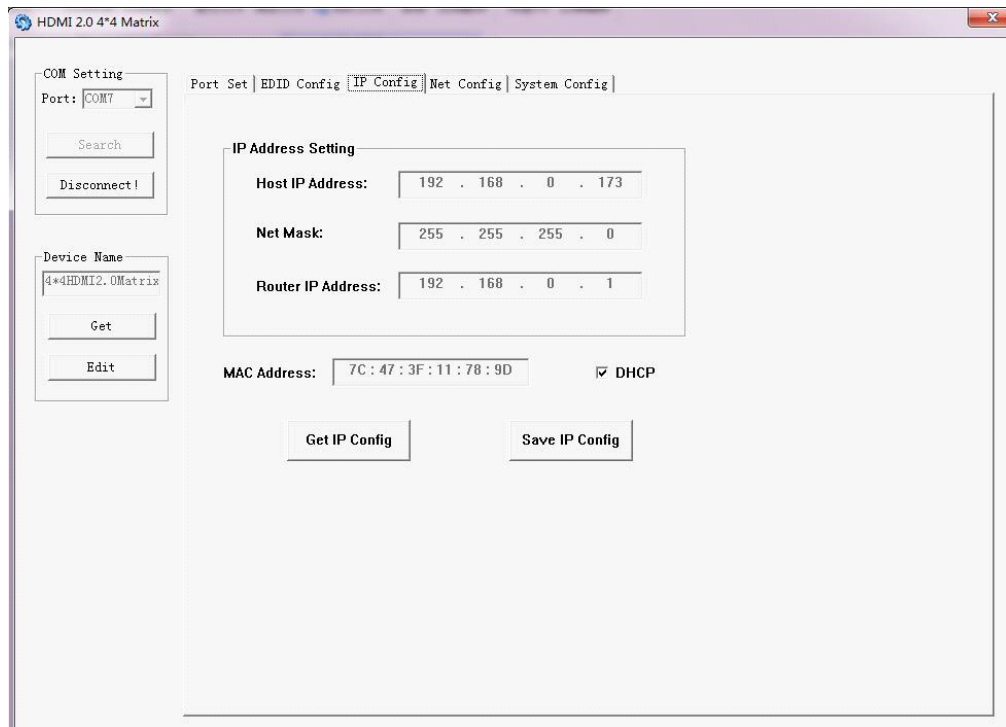 HDMI 2.0 4*4 Matrix
COM Setting
Port: COM7
Search
Disconnect!
Device Name
4*4HDMI2.0Matrix
Get
Edit
Port Set EDID Config IP Config Net Config System Config
IP Address Setting
Host IP Address: 192 . 168 . 0 . 173
Net Mask: 255 . 255 . 255 . 0
Router IP Address: 192 . 168 . 0 . 1
MAC Address: 7C : 47 : 3F : 11 : 78 : 9D DHCP
Get IP Config Save IP Config